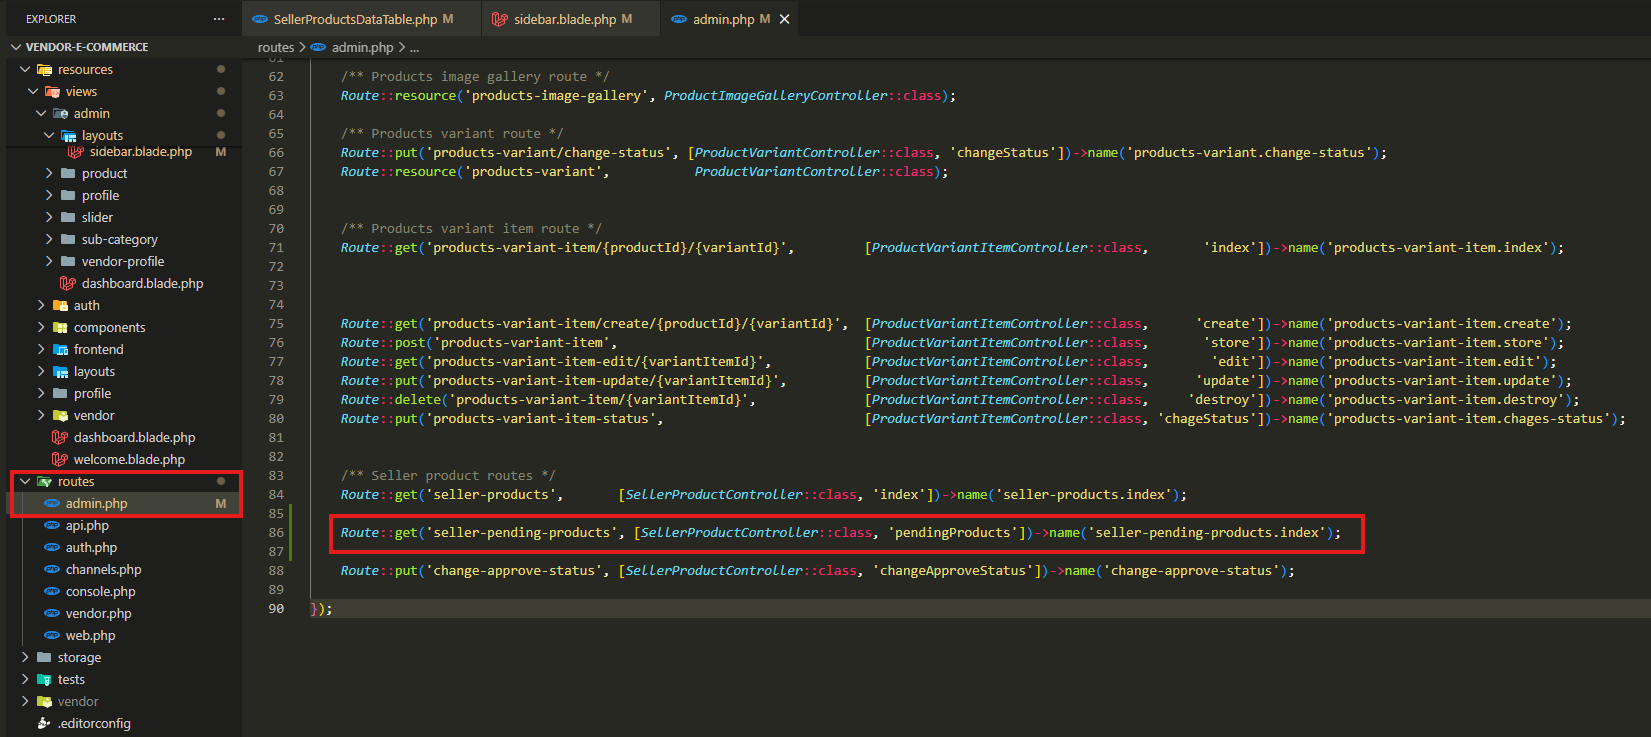 EXPLORER
...
VENDOR-E-COMMERCE
resources
views
admin
layouts
sidebar.blade.php M
product
profile
slider
sub-category
vendor-profile
dashboard.blade.php
auth
components
frontend
layouts
profile
vendor
dashboard.blade.php
welcome.blade.php
routes
admin.php M
api.php
auth.php
channels.php
console.php
vendor.php
web.php
storage
tests
vendor
.editorconfig
SellerProductsDataTable.php M
sidebar.blade.php M
admin.php M
routes > admin.php > ...
61
62 /** Products image gallery route */
63 Route::resource('products-image-gallery', ProductImageGalleryController::class);
64
65 /** Products variant route */
66 Route::put('products-variant/change-status', [ProductVariantController::class, 'changeStatus'])->name('products-variant.change-status');
67 Route::resource('products-variant', ProductVariantController::class);
68
69
70 /** Products variant item route */
71 Route::get('products-variant-item/{productId}/{variantId}', [ProductVariantItemController::class, 'index'])->name('products-variant-item.index');
72
73
74
75 Route::get('products-variant-item/create/{productId}/{variantId}', [ProductVariantItemController::class, 'create'])->name('products-variant-item.create');
76 Route::post('products-variant-item', [ProductVariantItemController::class, 'store'])->name('products-variant-item.store');
77 Route::get('products-variant-item-edit/{variantItemId}', [ProductVariantItemController::class, 'edit'])->name('products-variant-item.edit');
78 Route::put('products-variant-item-update/{variantItemId}', [ProductVariantItemController::class, 'update'])->name('products-variant-item.update');
79 Route::delete('products-variant-item/{variantItemId}', [ProductVariantItemController::class, 'destroy'])->name('products-variant-item.destroy');
80 Route::put('products-variant-item-status', [ProductVariantItemController::class, 'chageStatus'])->name('products-variant-item.chages-status');
81
82
83 /** Seller product routes */
84 Route::get('seller-products', [SellerProductController::class, 'index'])->name('seller-products.index');
85
86 Route::get('seller-pending-products', [SellerProductController::class, 'pendingProducts'])->name('seller-pending-products.index');
87
88 Route::put('change-approve-status', [SellerProductController::class, 'changeApproveStatus'])->name('change-approve-status');
89
90 });